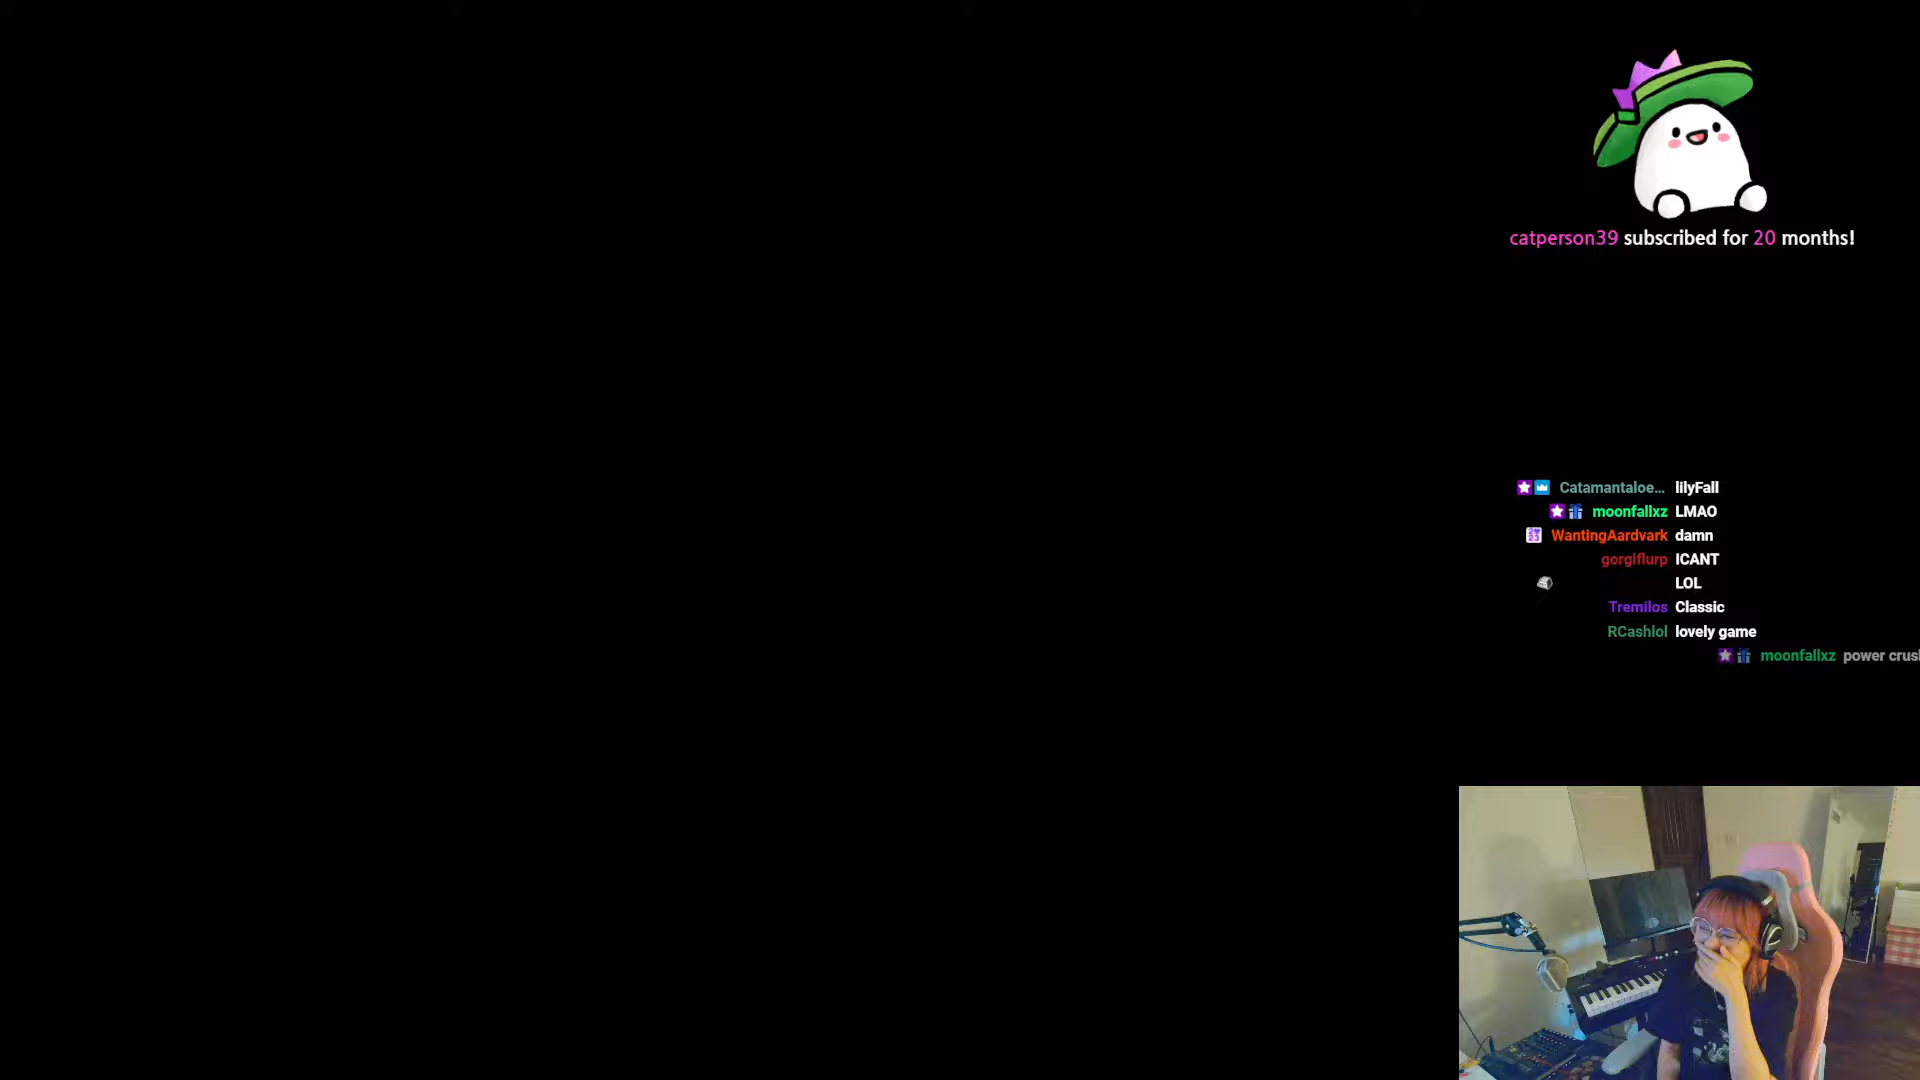 catperson39 subscribed for 20 months!
Catamantaloe... lilyFall
moonfallxz LMAO
WantingAardvark damn
gorglflurp ICANT
LOL
Tremilos Classic
RCashlol lovely game
moonfallxz power crush